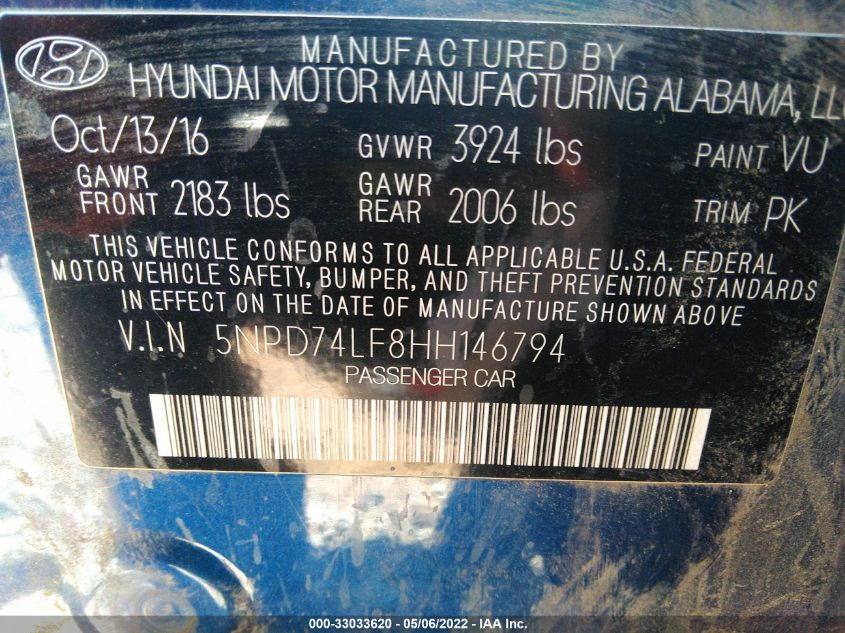 MANUFACTURED BY
HYUNDAI MOTOR MANUFACTURING ALABAMA, LLC
Oct/13/16 GVWR 3924 lbs PAINT VU
GAWR FRONT 2183 lbs GAWR REAR 2006 lbs TRIM PK
THIS VEHICLE CONFORMS TO ALL APPLICABLE U.S.A. FEDERAL
MOTOR VEHICLE SAFETY, BUMPER, AND THEFT PREVENTION STANDARDS
IN EFFECT ON THE DATE OF MANUFACTURE SHOWN ABOVE
V.I.N 5NPD74LF8HH146794
PASSENGER CAR
000-33033620 - 05/06/2022 - IAA Inc.